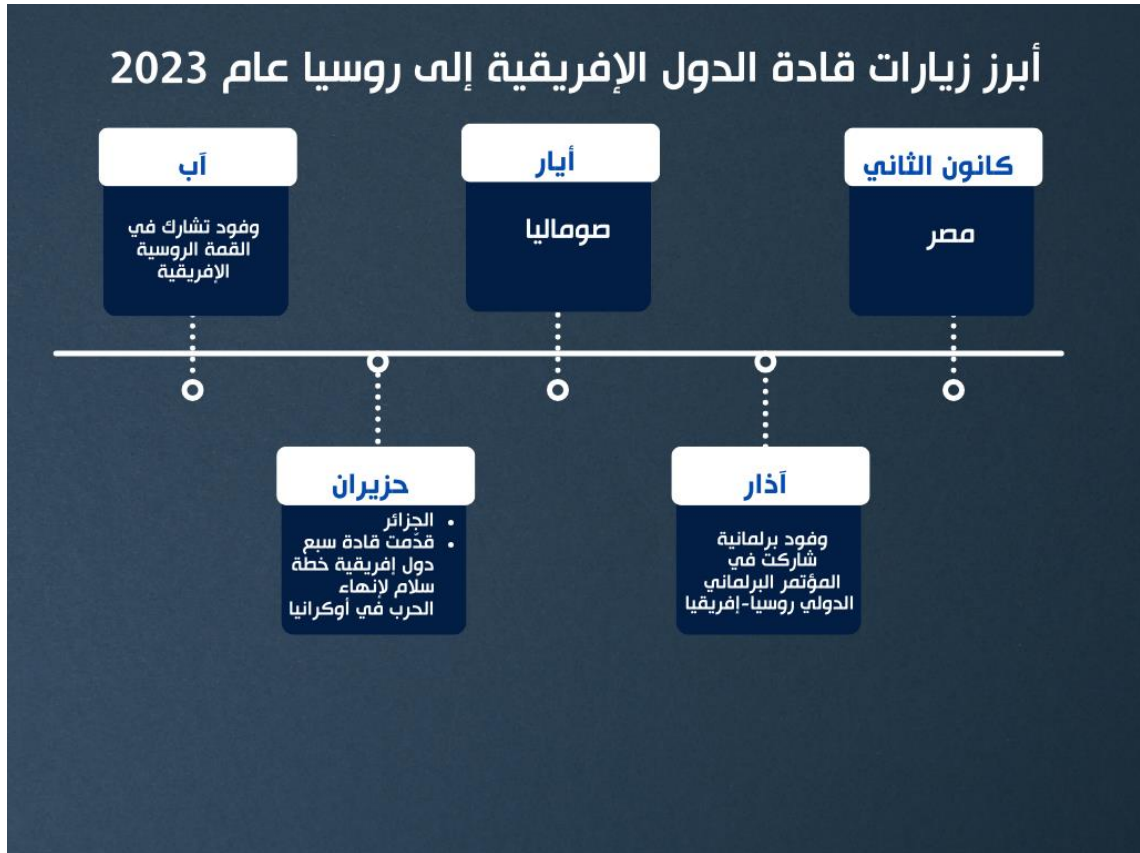 أبرز زيارات قادة الدول الإفريقية إلى روسيا عام 2023
كانون الثاني
مصر
آذار
وفود برلمانية
شاركت في
المؤتمر البرلماني
الدولي روسيا-إفريقيا
أيار
صوماليا
حزيران
• الجزائر
• قدّمت قادة سبع
دول إفريقية خطة
سلام لإنهاء
الحرب في أوكرانيا
آب
وفود تشارك في
القمة الروسية
الإفريقية